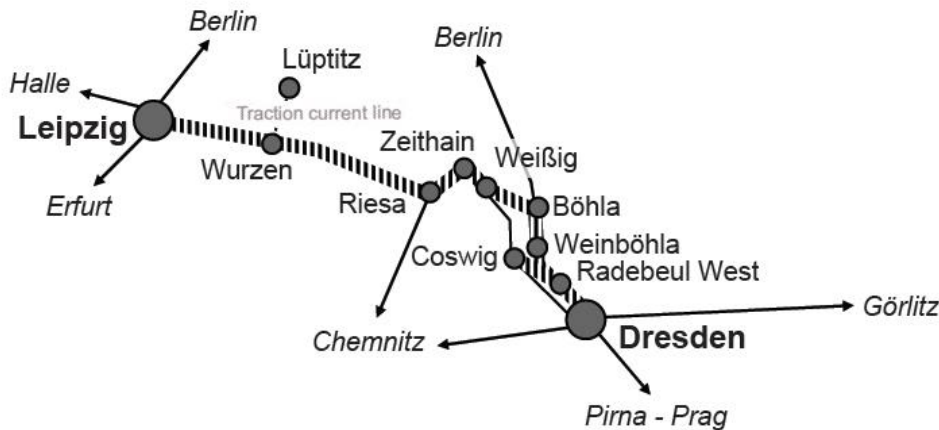 Berlin
Lüptitz
Berlin
Halle
Traction current line
Leipzig
Zeithain
Weißig
Wurzen
Erfurt
Riesa
Böhla
Weinböhla
Coswig
Radebeul West
Görlitz
Chemnitz
Dresden
Pirna - Prag